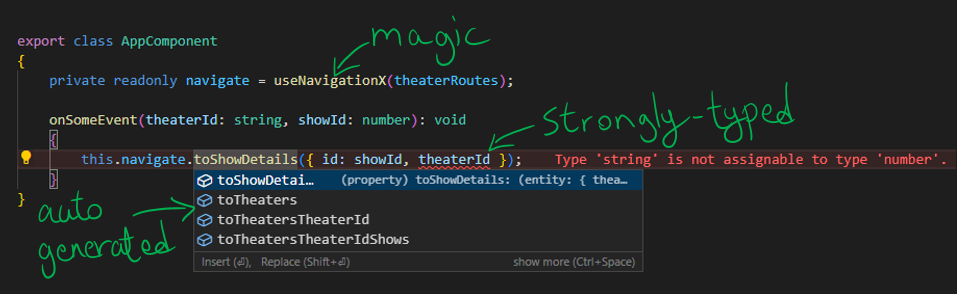 magic
export class AppComponent
{
private readonly navigate = useNavigationX(theaterRoutes);
strongly-typed
onSomeEvent(theaterId: string, showId: number): void
{
this.navigate.toShowDetails({ id: showId, theaterId }); Type 'string' is not assignable to type 'number'.
}
toShowDetai… (property) toShowDetails: (entity: { thea…
toTheaters
toTheatersTheaterId
toTheatersTheaterIdShows
Insert (⏎), Replace (Shift+⏎) show more (Ctrl+Space)
}
auto
generated